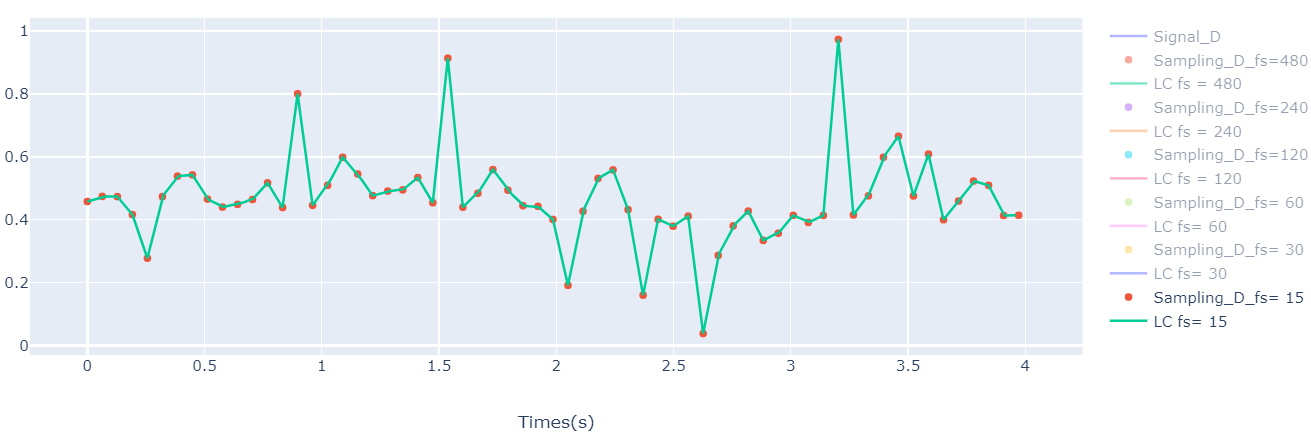 1
0.8
0.6
0.4
0.2
0
0 0.5 1 1.5 2 2.5 3 3.5 4
Times(s)
Signal_D
Sampling_D_fs=480
LC fs = 480
Sampling_D_fs=240
LC fs = 240
Sampling_D_fs=120
LC fs = 120
Sampling_D_fs= 60
LC fs= 60
Sampling_D_fs= 30
LC fs= 30
Sampling_D_fs= 15
LC fs= 15